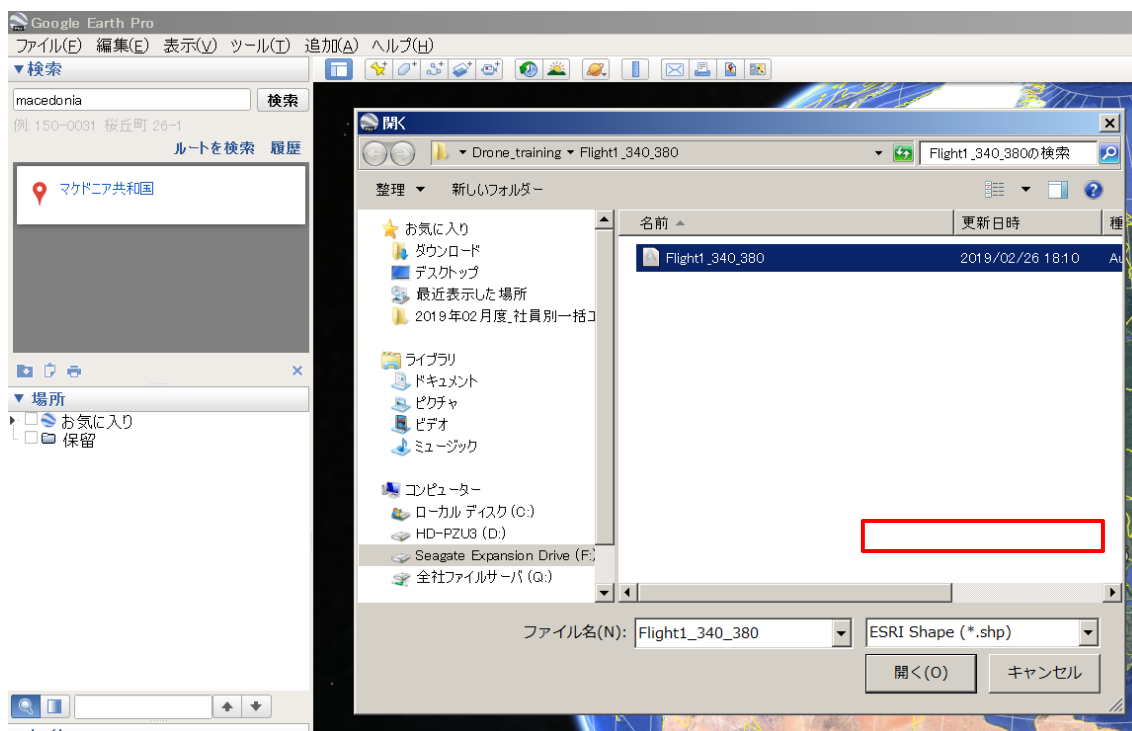 Google Earth Pro
ファイル(F) 編集(E) 表示(V) ツール(T) 追加(A) ヘルプ(H)
▼検索
macedonia 検索
例: 150-0031 桜丘町 26-1
ルートを検索 履歴
マケドニア共和国
▼ 場所
お気に入り
保留
開く
Drone_training Flight1_340_380
Flight1_340_380の検索
整理 ▼ 新しいフォルダー
お気に入り
ダウンロード
デスクトップ
最近表示した場所
2019年02月度_社員別一括
ライブラリ
ドキュメント
ピクチャ
ビデオ
ミュージック
コンピューター
ローカル ディスク (C:)
HD-PZU3 (D:)
Seagate Expansion Drive (F:)
全社ファイルサーバ (Q:)
名前 更新日時 種
Flight1_340_380 2019/02/26 18:10 Au
ファイル名(N): Flight1_340_380 ESRI Shape (*.shp)
開く(O) キャンセル